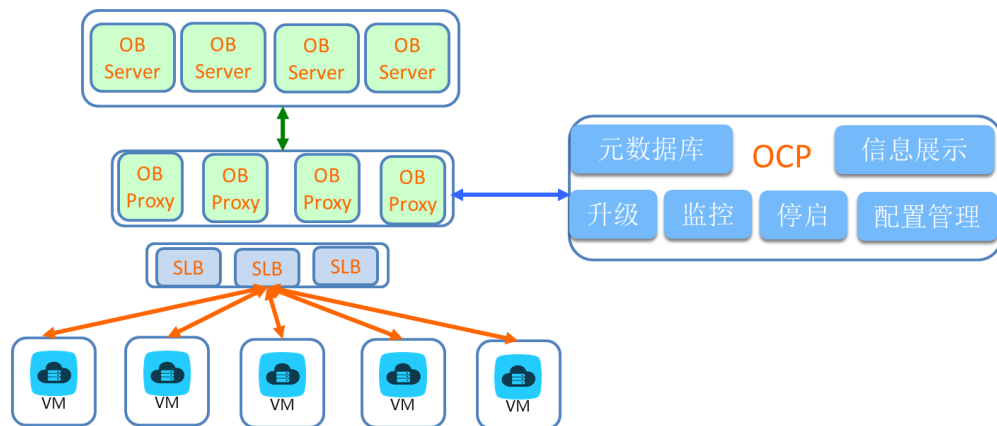 OB
Server
OB
Server
OB
Server
OB
Server
OB
Proxy
OB
Proxy
OB
Proxy
OB
Proxy
元数据库
OCP
信息展示
升级
监控
停启
配置管理
SLB
SLB
SLB
VM
VM
VM
VM
VM